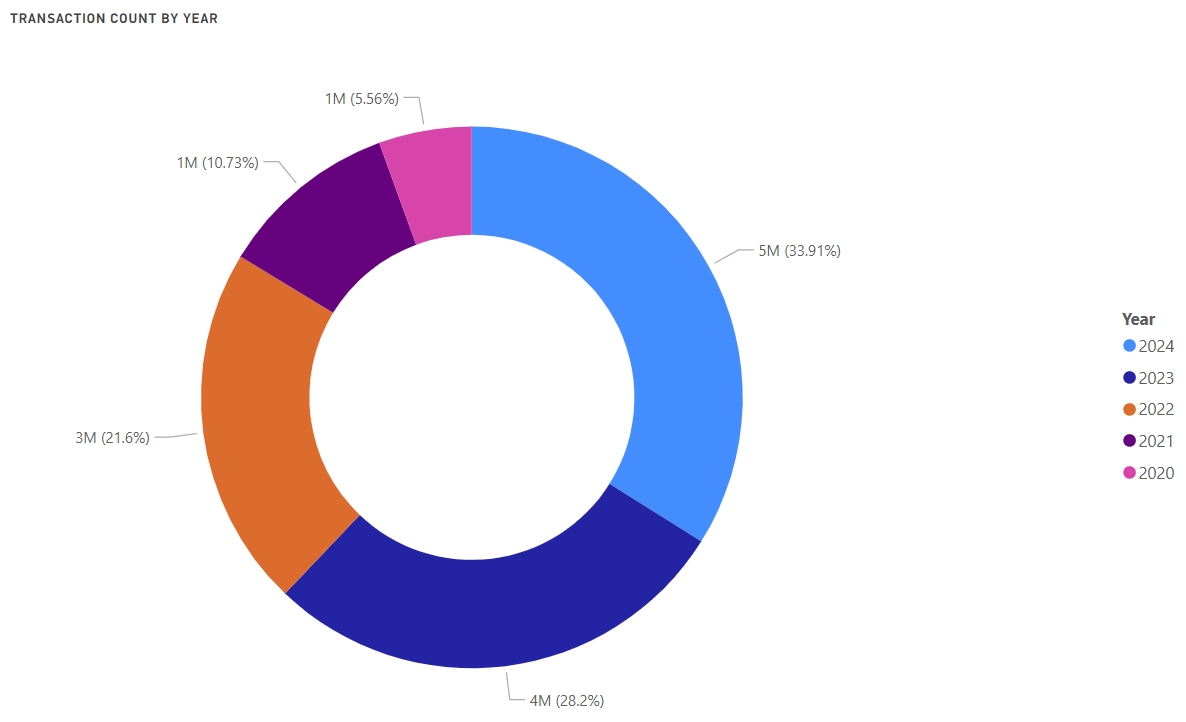 TRANSACTION COUNT BY YEAR
1M (5.56%)
1M (10.73%)
5M (33.91%)
3M (21.6%)
4M (28.2%)
Year
2024
2023
2022
2021
2020